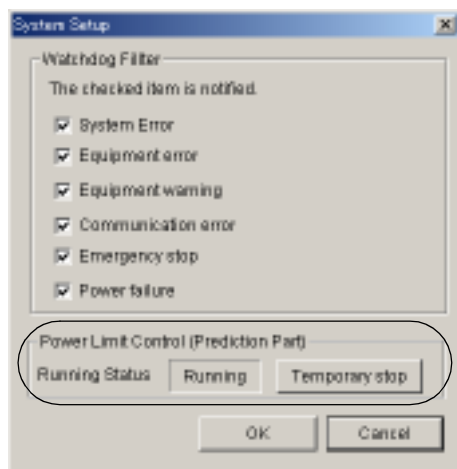 System Setup
Watchdog Fillter
The checked item is notified.
System Error
Equipment error
Equipment warning
Communication error
Emergency stop
Power failure
Power Limit Control (Prediction Part)
Running Status Running Temporary stop
OK Cancel